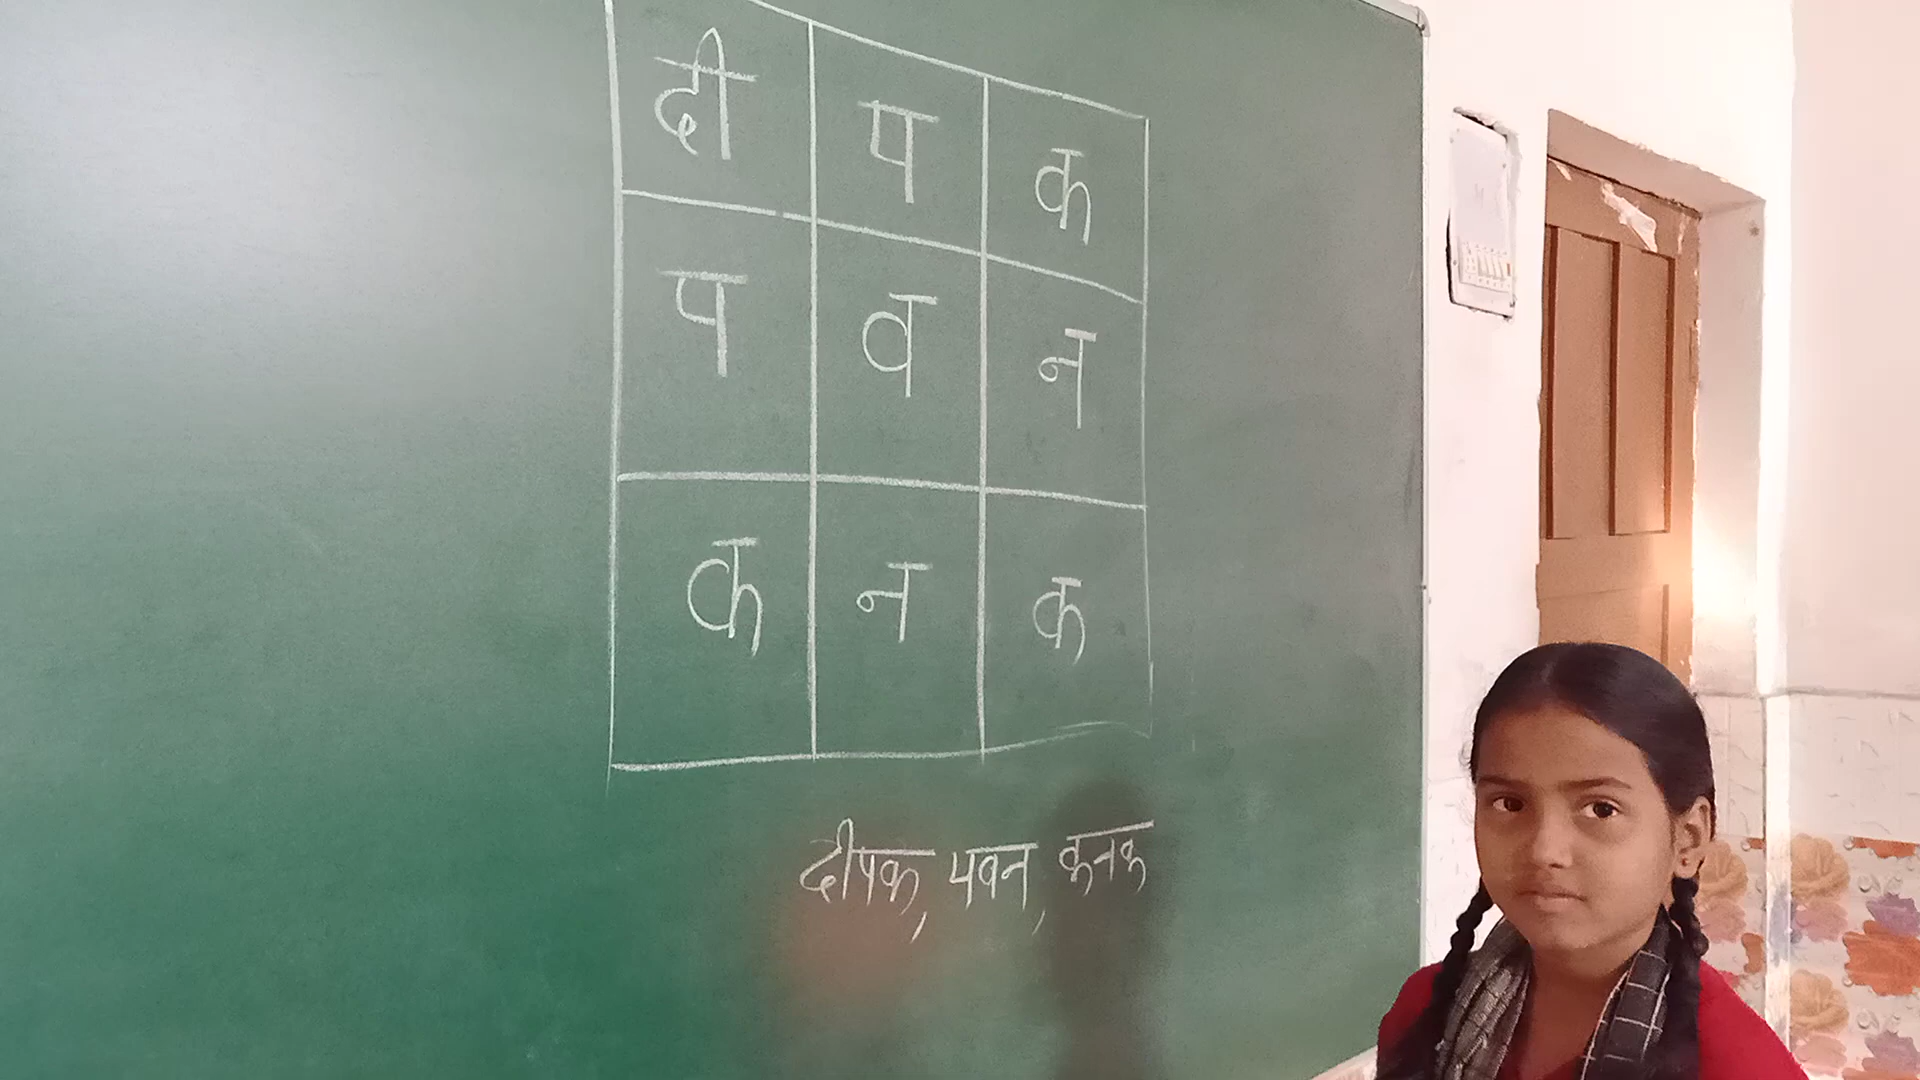 दी प क
प व न
क न क
दीपक, पवन, कनक